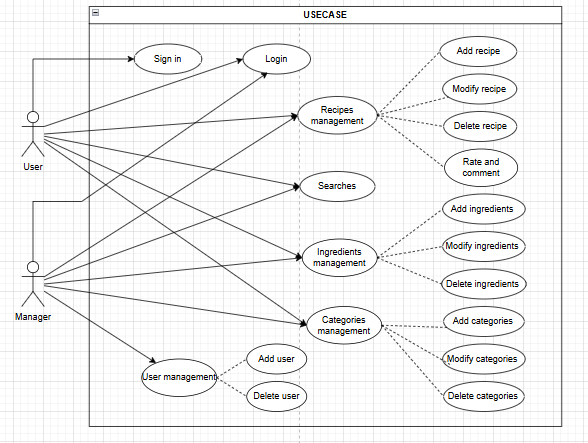 USECASE
Sign in
Login
Add recipe
Modify recipe
Recipes
management
Delete recipe
User
Rate and
comment
Searches
Add ingredients
Ingredients
management
Modify ingredients
Delete ingredients
Manager
Categories
management
Add categories
Modify categories
User management
Add user
Delete user
Delete categories